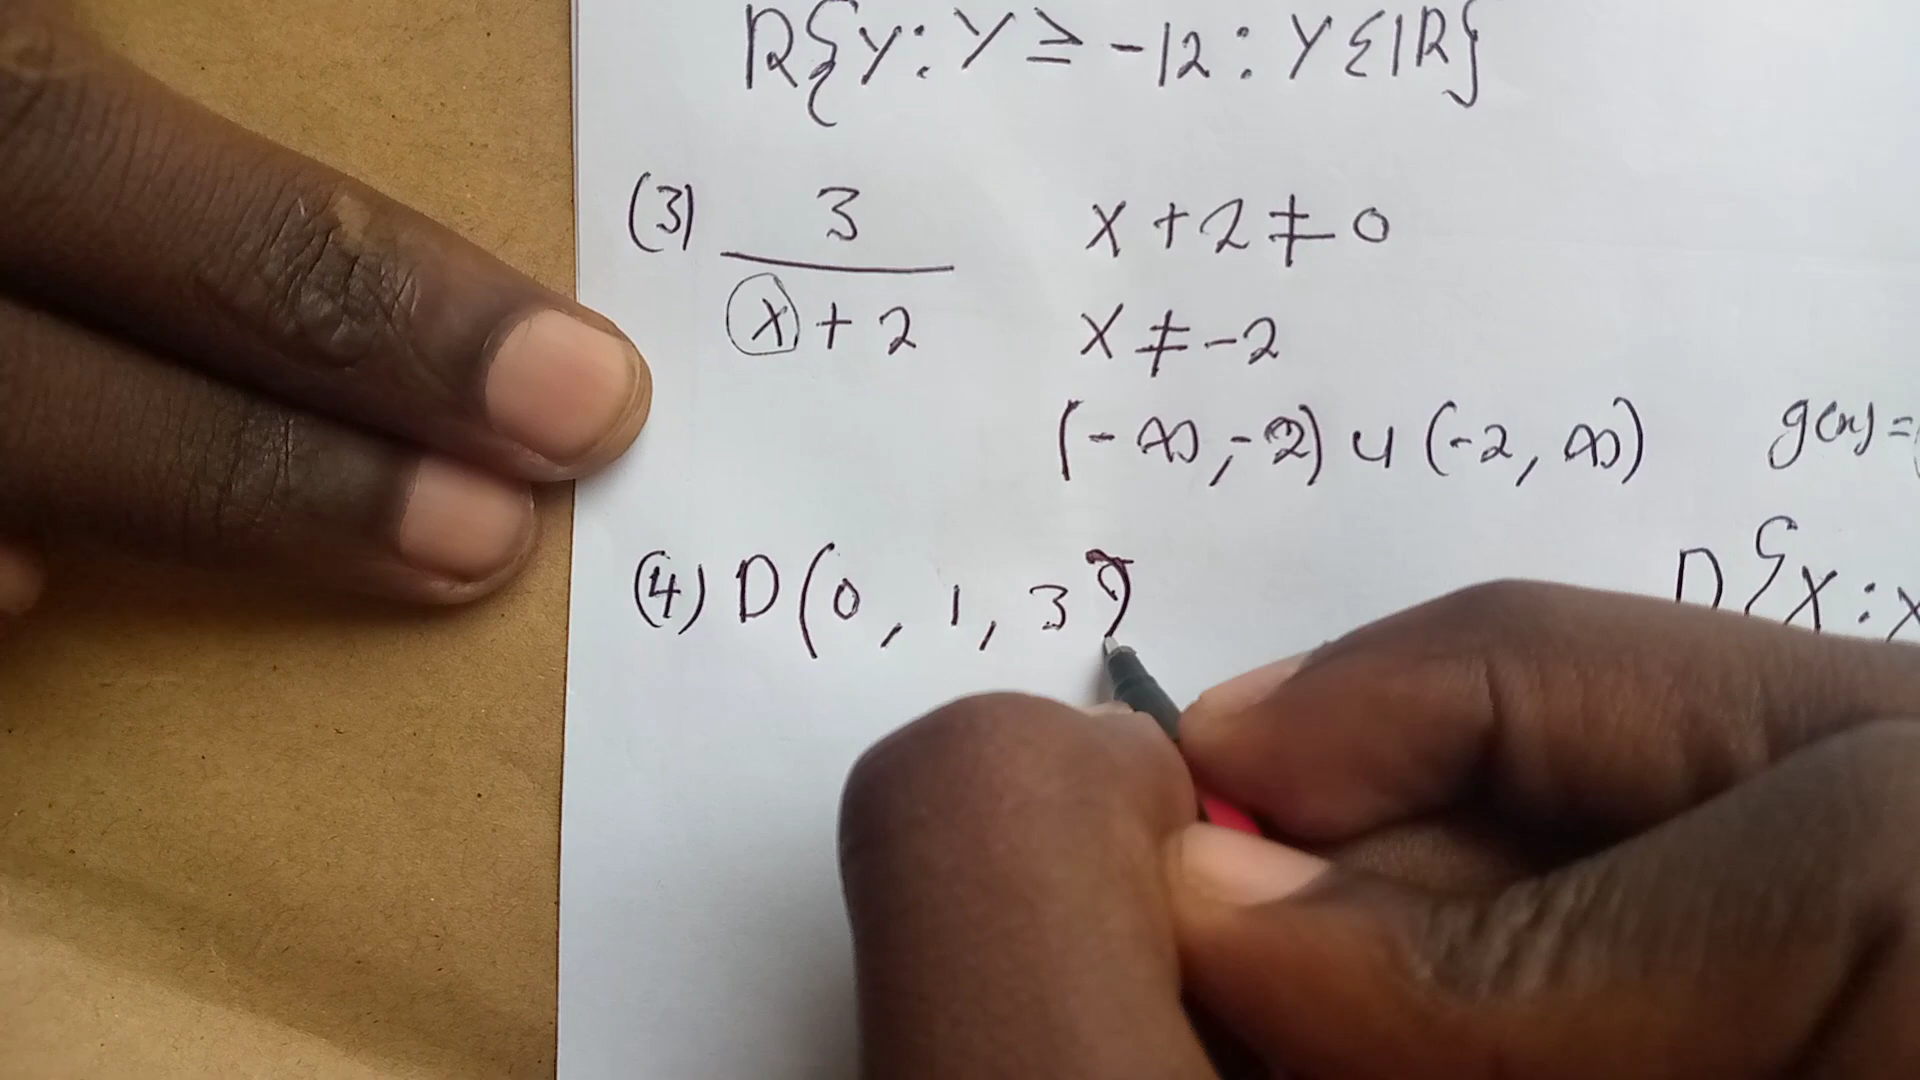 R{y:y ≥ -12:y ε IR}
(3) 3 / x + 2
x + 2 ≠ 0
x ≠ -2
(-∞, -2) ∪ (-2, ∞)
g(x) =
(4) D(0, 1, 3)
D{x:x